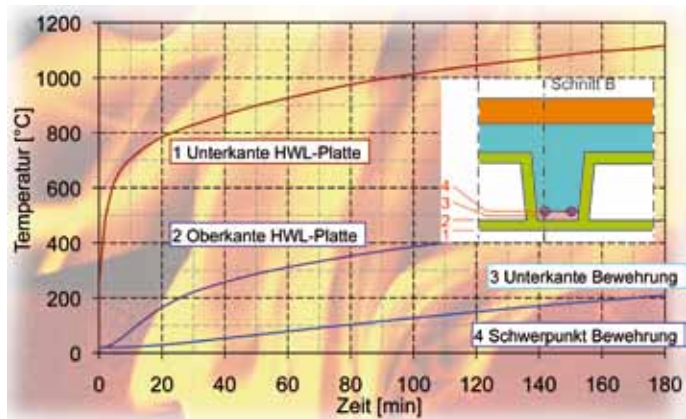 1200
1000
800
600
400
200
0
Temperatur [°C]
Schnitt B
4
3
2
1
1 Unterkante HWL-Platte
2 Oberkante HWL-Platte
3 Unterkante Bewehrung
4 Schwerpunkt Bewehrung
0 20 40 60 80 100 120 140 160 180
Zeit [min]